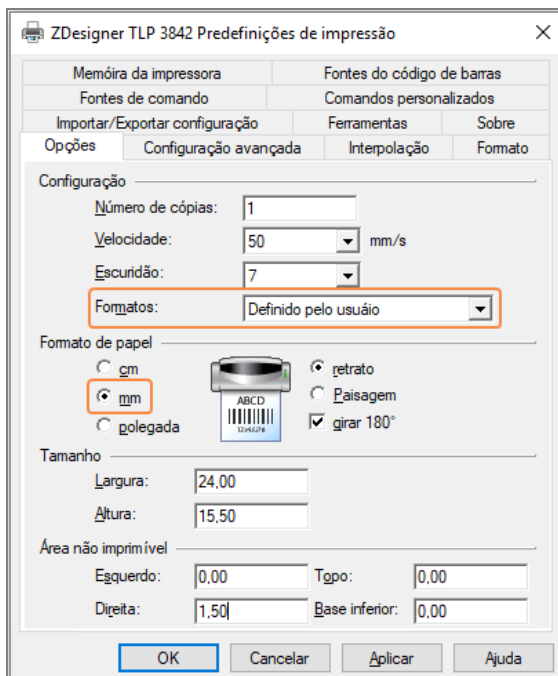 ZDesigner TLP 3842 Predefinições de impressão
Memóira da impressora Fontes do código de barras
Fontes de comando Comandos personalizados
Importar/Exportar configuração Ferramentas Sobre
Opções Configuração avançada Interpolação Formato
Configuração
Número de cópias: 1
Velocidade: 50 mm/s
Escuridão: 7
Formatos: Definido pelo usuáio
Formato de papel
cm retrato
mm ABCD Paisagem
polegada girar 180°
Tamanho
Largura: 24,00
Altura: 15,50
Área não imprimível
Esquerdo: 0,00 Topo: 0,00
Direita: 1,50 Base inferior: 0,00
OK Cancelar Aplicar Ajuda